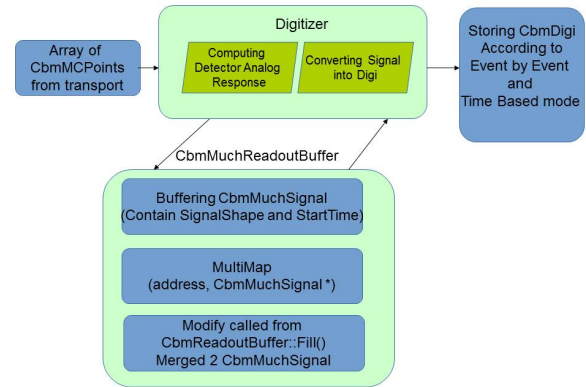 Array of
CbmMCPoints
from transport
Digitizer
Computing
Detector Analog
Response
Converting Signal
into Digi
Storing CbmDigi
According to
Event by Event
and
Time Based mode
CbmMuchReadoutBuffer
Buffering CbmMuchSignal
(Contain SignalShape and StartTime)
MultiMap
(address, CbmMuchSignal *)
Modify called from
CbmReadoutBuffer::Fill()
Merged 2 CbmMuchSignal